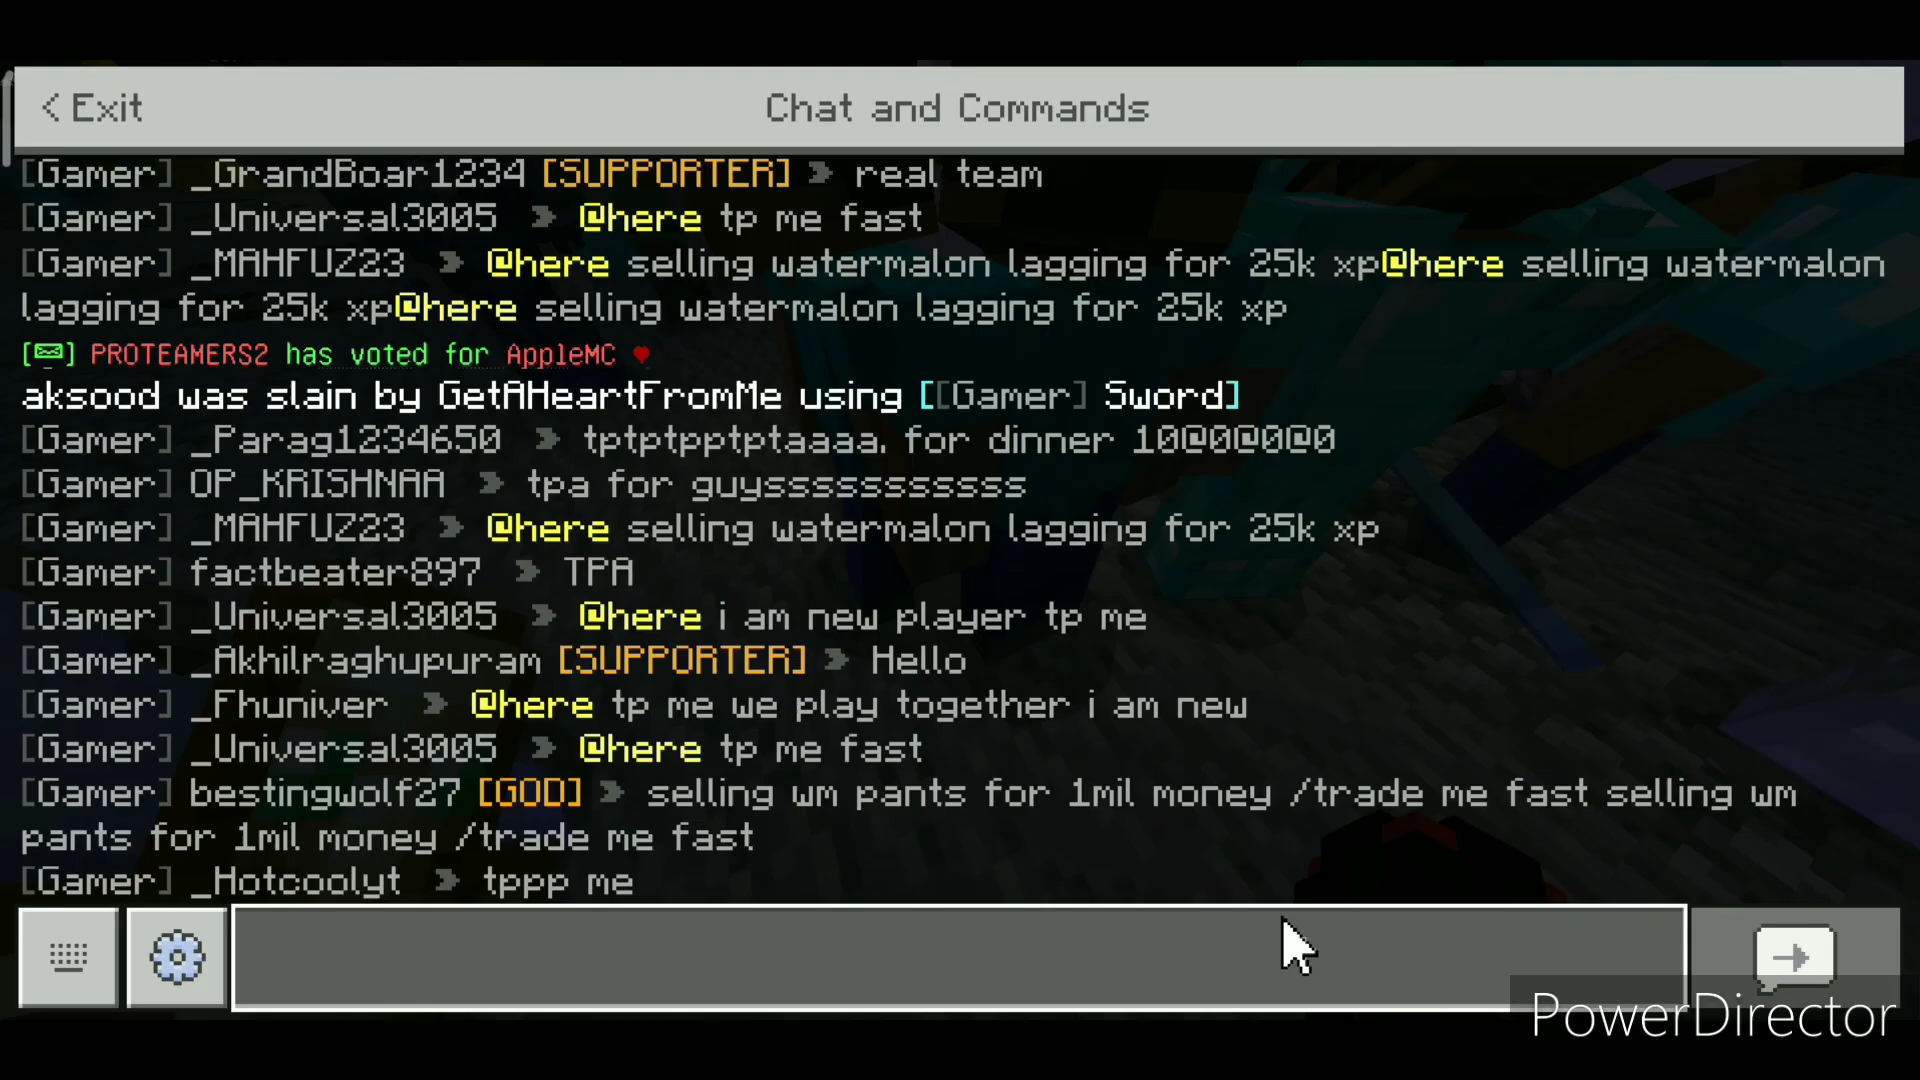 < Exit
Chat and Commands
[Gamer] _GrandBoar1234 [SUPPORTER] real team
[Gamer] _Universal3005 @here tp me fast
[Gamer] _MAHFUZ23 @here selling watermalon lagging for 25k xp@here selling watermalon
lagging for 25k xp@here selling watermalon lagging for 25k xp
[✉] PROTEAMERS2 has voted for AppleMC ♥
aksood was slain by GetAHeartFromMe using [[Gamer] Sword]
[Gamer] _Parag1234650 tptptpptptaaaa. for dinner 10@0@0@0
[Gamer] OP_KRISHNAA tpa for guyssssssssssss
[Gamer] _MAHFUZ23 @here selling watermalon lagging for 25k xp
[Gamer] factbeater897 TPA
[Gamer] _Universal3005 @here i am new player tp me
[Gamer] _Akhilraghupuram [SUPPORTER] Hello
[Gamer] _Fhuniver @here tp me we play together i am new
[Gamer] _Universal3005 @here tp me fast
[Gamer] bestingwolf27 [GOD] selling wm pants for 1mil money /trade me fast selling wm
pants for 1mil money /trade me fast
[Gamer] _Hotcoolyt tppp me
PowerDirector